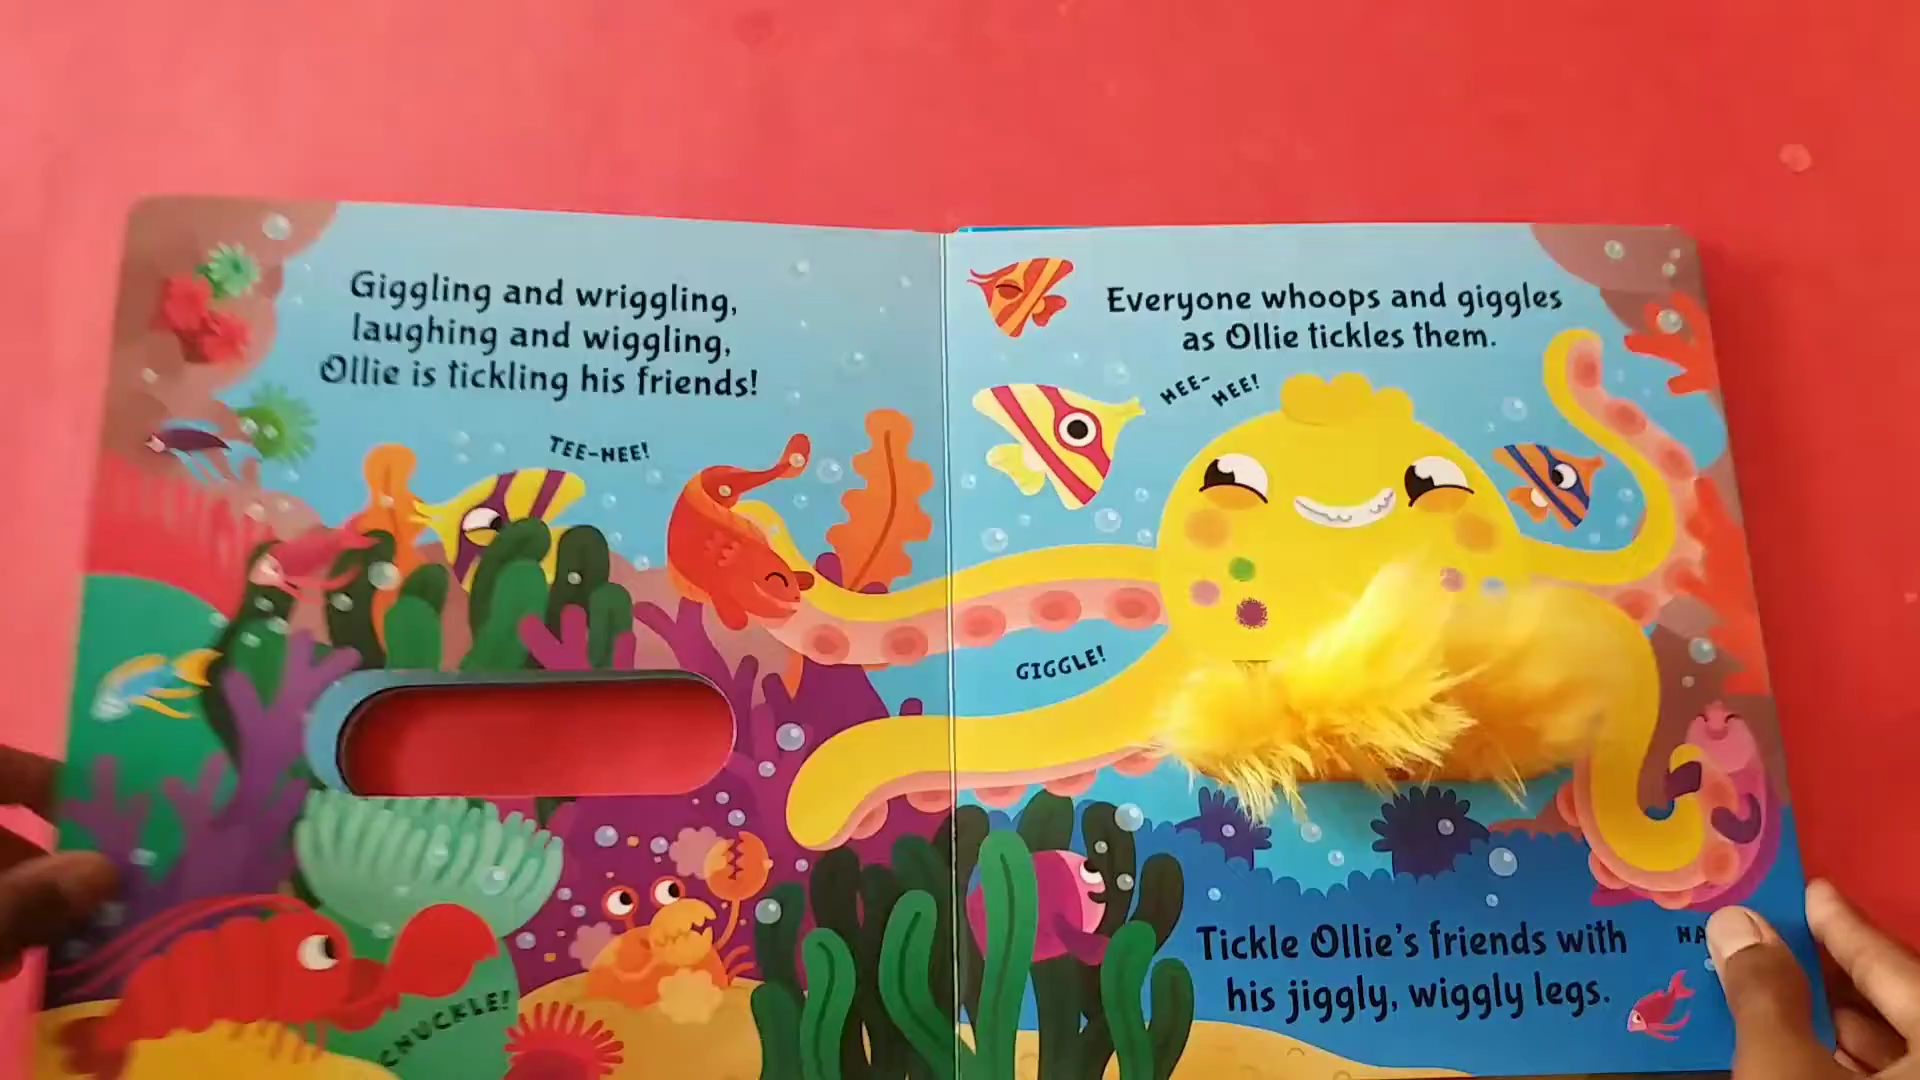 Giggling and wriggling,
laughing and wiggling,
Ollie is tickling his friends!
TEE-HEE!
CHUCKLE!
Everyone whoops and giggles
as Ollie tickles them.
HEE-
HEE!
GIGGLE!
Tickle Ollie's friends with
his jiggly, wiggly legs.